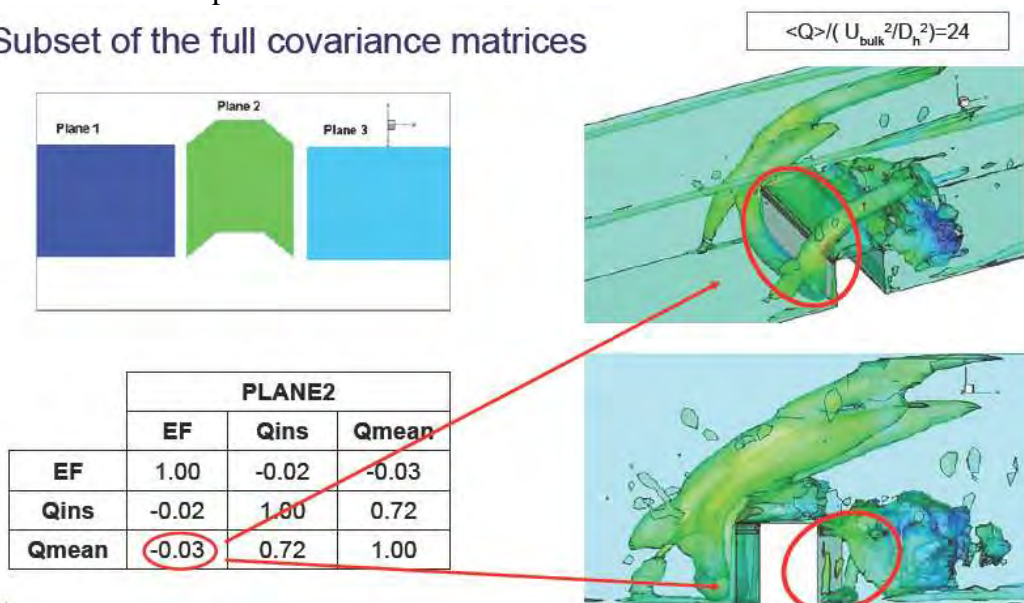 Subset of the full covariance matrices
<Q>/( U_bulk²/D_h²)=24
Plane 1
Plane 2
Plane 3
PLANE2
EF Qins Qmean
EF 1.00 -0.02 -0.03
Qins -0.02 1.00 0.72
Qmean -0.03 0.72 1.00